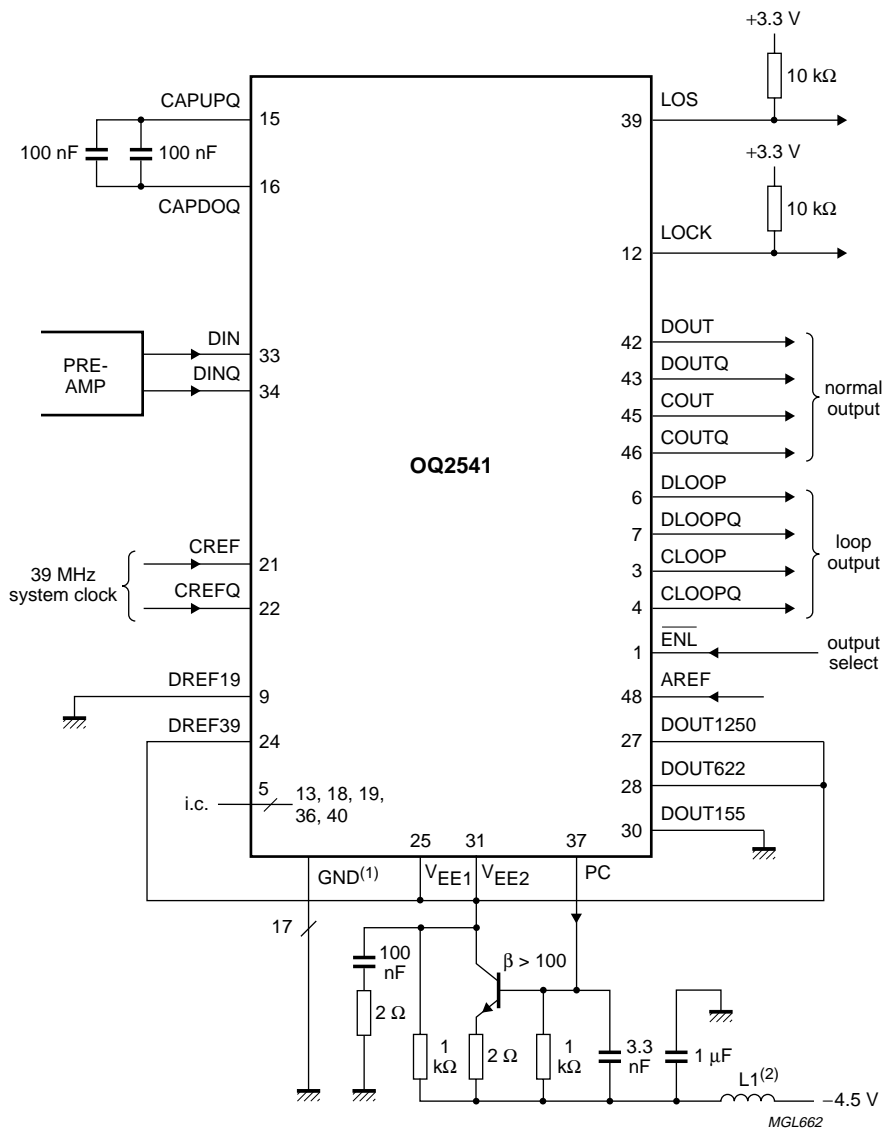 +3.3 V
10 kΩ
LOS
39
CAPUPQ
15
100 nF
100 nF
16
CAPDOQ
+3.3 V
10 kΩ
LOCK
12
PRE-
AMP
DIN
33
DINQ
34
OQ2541
DOUT
42
DOUTQ
43
COUT
45
COUTQ
46
normal
output
DLOOP
6
DLOOPQ
7
CLOOP
3
CLOOPQ
4
loop
output
39 MHz
system clock
CREF
21
CREFQ
22
ENL
1
output
select
AREF
48
DREF19
9
DREF39
24
DOUT1250
27
DOUT622
28
DOUT155
30
i.c.
5
13, 18, 19,
36, 40
25
31
37
GND(1)
VEE1
VEE2
PC
17
100
nF
2 Ω
β > 100
1
kΩ
2 Ω
1
kΩ
3.3
nF
1 µF
L1(2)
−4.5 V
MGL662